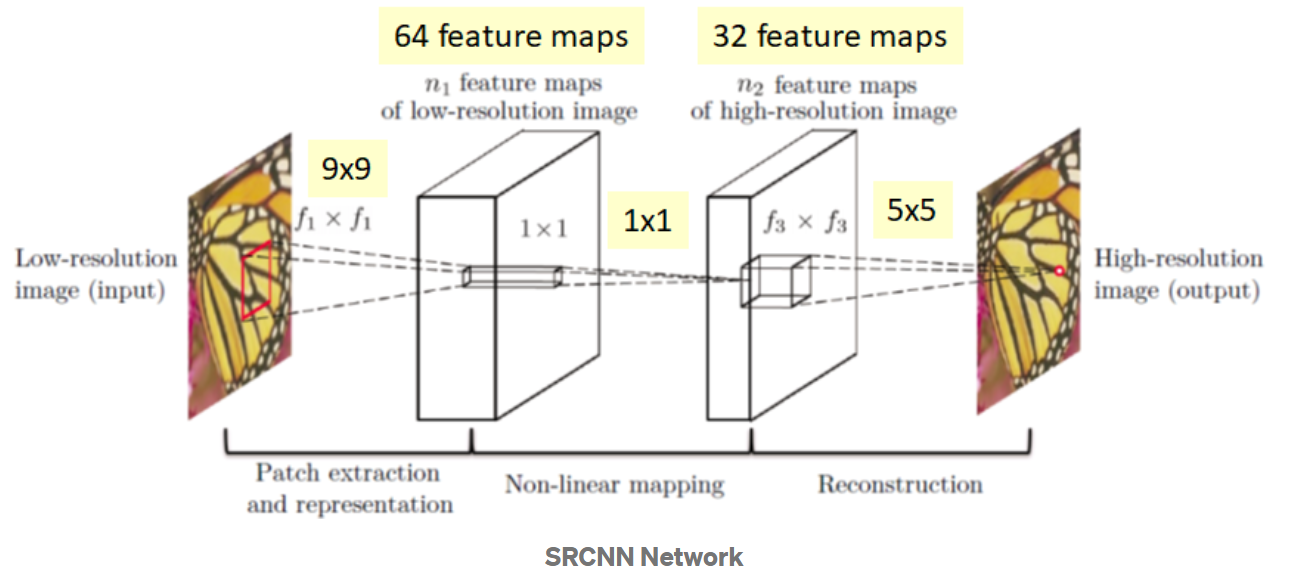 64 feature maps
32 feature maps
n₁ feature maps
of low-resolution image
n₂ feature maps
of high-resolution image
9x9
f₁ × f₁
1×1
1x1
f₃ × f₃
5x5
Low-resolution
image (input)
High-resolution
image (output)
Patch extraction
and representation
Non-linear mapping
Reconstruction
SRCNN Network